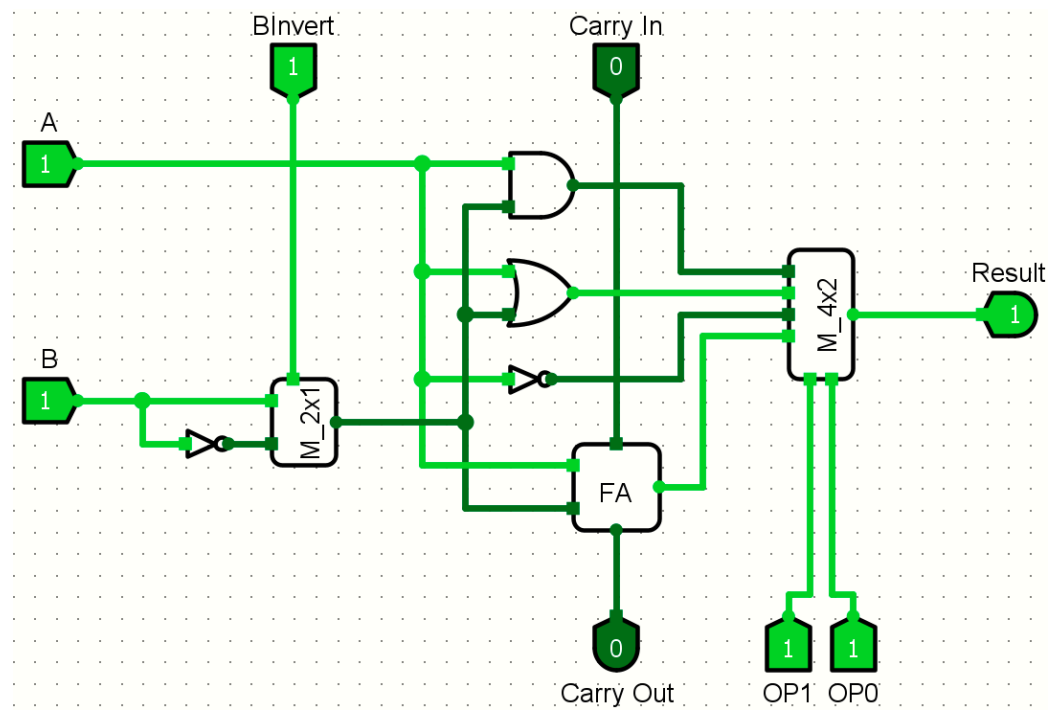 BInvert
Carry In
1
0
A
1
Result
M_4x2
1
B
1
M_2x1
FA
0
1
1
Carry Out
OP1
OP0